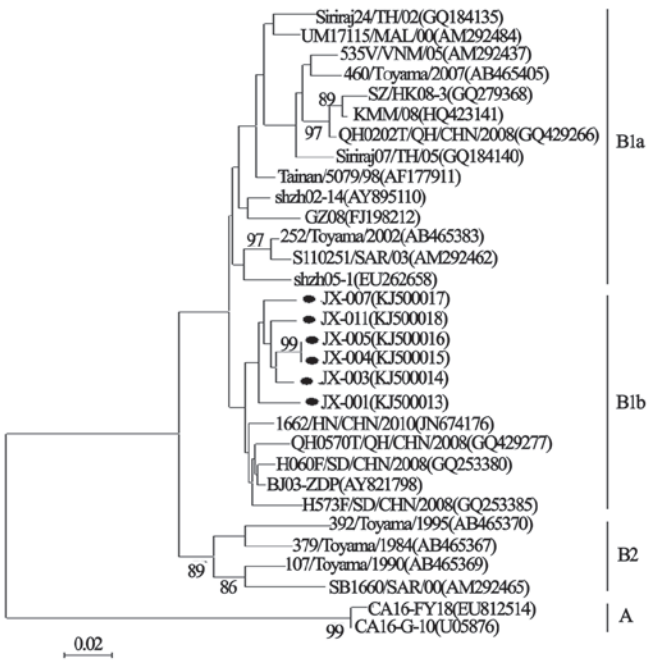 Siriraj24/TH/02(GQ184135)
UM17115/MAL/00(AM292484)
535V/VNM/05(AM292437)
460/Toyama/2007(AB465405)
89
SZ/HK08-3(GQ279368)
KMM/08(HQ423141)
97
QH0202T/QH/CHN/2008(GQ429266)
B1a
Siriraj07/TH/05(GQ184140)
Tainan/5079/98(AF177911)
shzh02-14(AY895110)
GZ08(FJ198212)
97
252/Toyama/2002(AB465383)
S110251/SAR/03(AM292462)
shzh05-1(EU262658)
JX-007(KJ500017)
JX-011(KJ500018)
99
JX-005(KJ500016)
JX-004(KJ500015)
JX-003(KJ500014)
JX-001(KJ500013)
B1b
1662/HN/CHN/2010(JN674176)
QH0570T/QH/CHN/2008(GQ429277)
H060F/SD/CHN/2008(GQ253380)
BJ03-ZDP(AY821798)
H573F/SD/CHN/2008(GQ253385)
392/Toyama/1995(AB465370)
379/Toyama/1984(AB465367)
B2
89
107/Toyama/1990(AB465369)
86
SB1660/SAR/00(AM292465)
CA16-FY18(EU812514)
A
99
CA16-G-10(U05876)
0.02